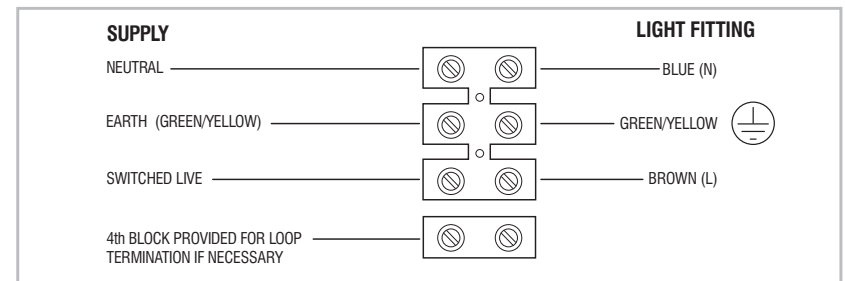 SUPPLY
LIGHT FITTING
NEUTRAL
BLUE (N)
EARTH (GREEN/YELLOW)
GREEN/YELLOW
SWITCHED LIVE
BROWN (L)
4th BLOCK PROVIDED FOR LOOP
TERMINATION IF NECESSARY